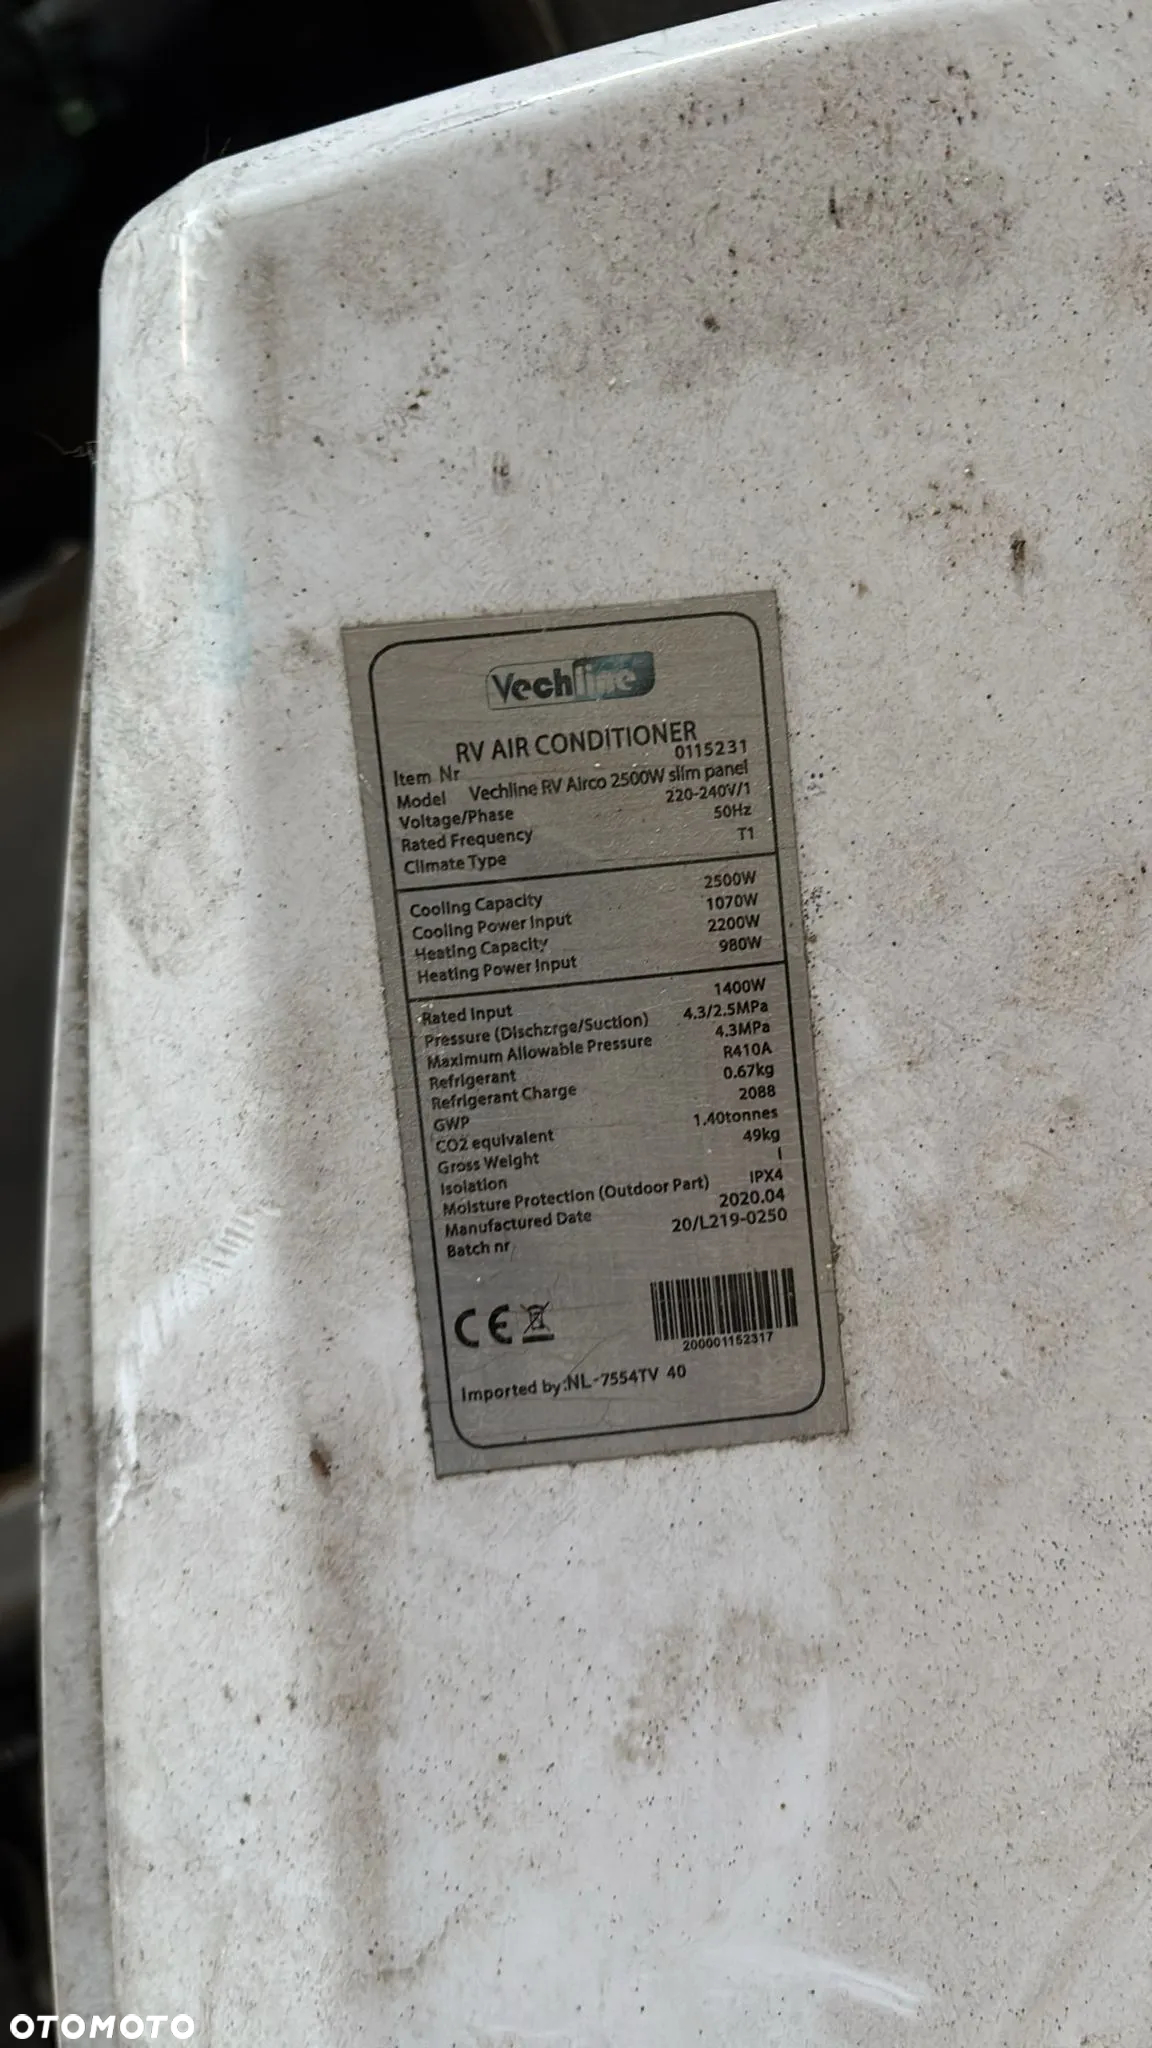 Vechline
RV AIR CONDITIONER
Item Nr 0115231
Model Vechline RV Airco 2500W slim panel
Voltage/Phase 220-240V/1
Rated Frequency 50Hz
Climate Type T1
Cooling Capacity 2500W
Cooling Power Input 1070W
Heating Capacity 2200W
Heating Power Input 980W
Rated Input 1400W
Pressure (Discharge/Suction) 4.3/2.5MPa
Maximum Allowable Pressure 4.3MPa
Refrigerant R410A
Refrigerant Charge 0.67kg
GWP 2088
CO2 equivalent 1.40tonnes
Gross Weight 49kg
Isolation I
Moisture Protection (Outdoor Part) IPX4
Manufactured Date 2020.04
Batch nr 20/L219-0250
CE
200001152317
Imported by:NL-7554TV 40
OTOMOTO